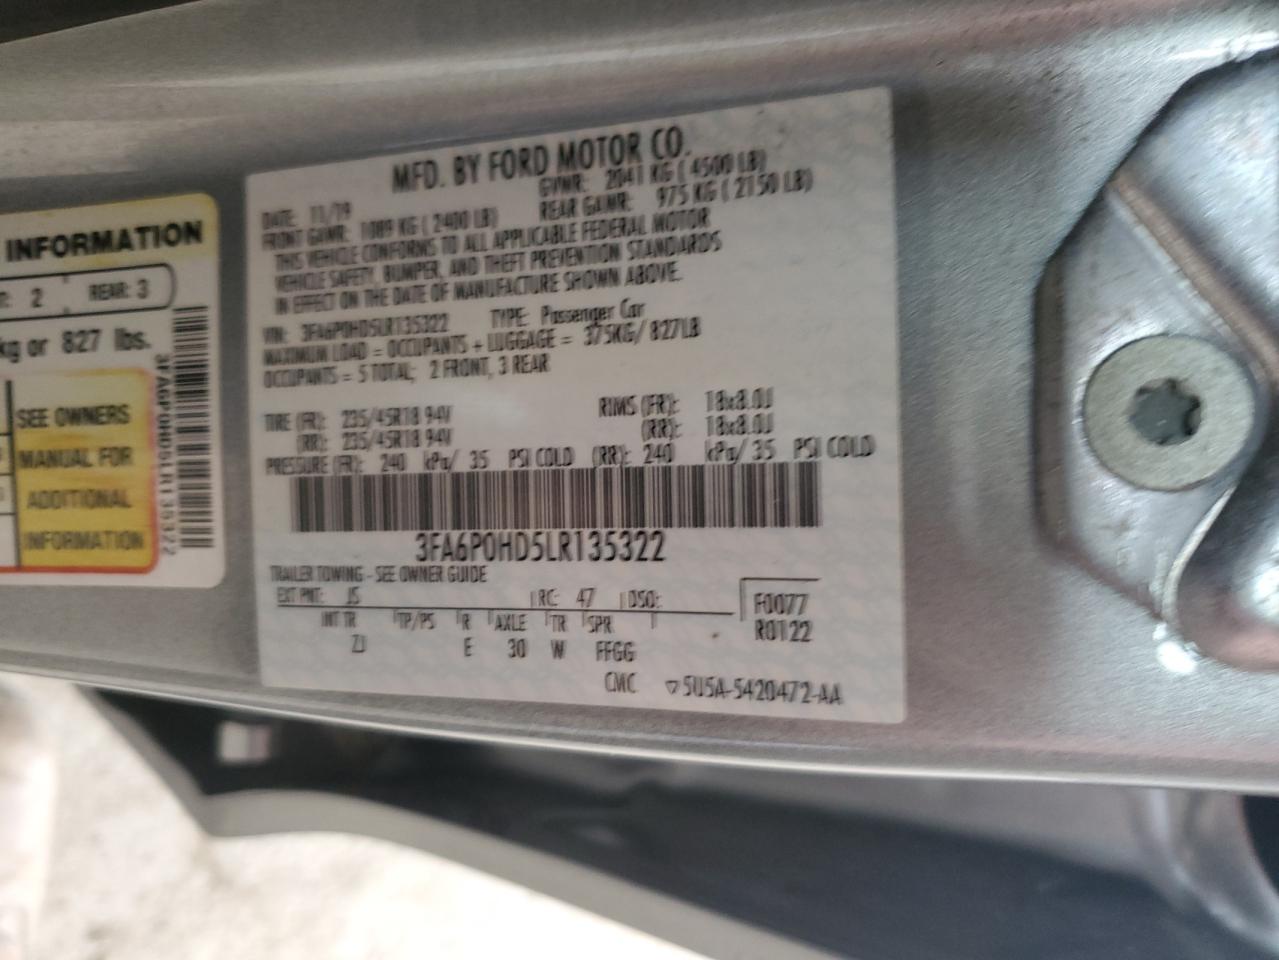 INFORMATION
2 REAR: 3
kg or 827 lbs.
SEE OWNERS
MANUAL FOR
ADDITIONAL
INFORMATION
3FA6P0HD5LR135322
MFD. BY FORD MOTOR CO.
DATE: 11/19 GVWR: 2041 KG ( 4500 LB)
FRONT GAWR: 1089 KG ( 2400 LB) REAR GAWR: 975 KG ( 2150 LB)
THIS VEHICLE CONFORMS TO ALL APPLICABLE FEDERAL MOTOR
VEHICLE SAFETY, BUMPER, AND THEFT PREVENTION STANDARDS
IN EFFECT ON THE DATE OF MANUFACTURE SHOWN ABOVE.
VIN: 3FA6P0HD5LR135322 TYPE: Passenger Car
MAXIMUM LOAD = OCCUPANTS + LUGGAGE = 375KG/ 827LB
OCCUPANTS = 5 TOTAL; 2 FRONT, 3 REAR
TIRE (FR): 235/45R18 94V RIMS (FR): 18x8.0J
(RR): 235/45R18 94V (RR): 18x8.0J
PRESSURE (FR): 240 kPa/ 35 PSI COLD (RR): 240 kPa/ 35 PSI COLD
3FA6P0HD5LR135322
TRAILER TOWING - SEE OWNER GUIDE
EXT PNT: JS RC: 47 DSO: F0077
INT TR TP/PS R AXLE TR SPR R0122
ZJ E 30 W FFGG
CMC ▽5U5A-5420472-AA